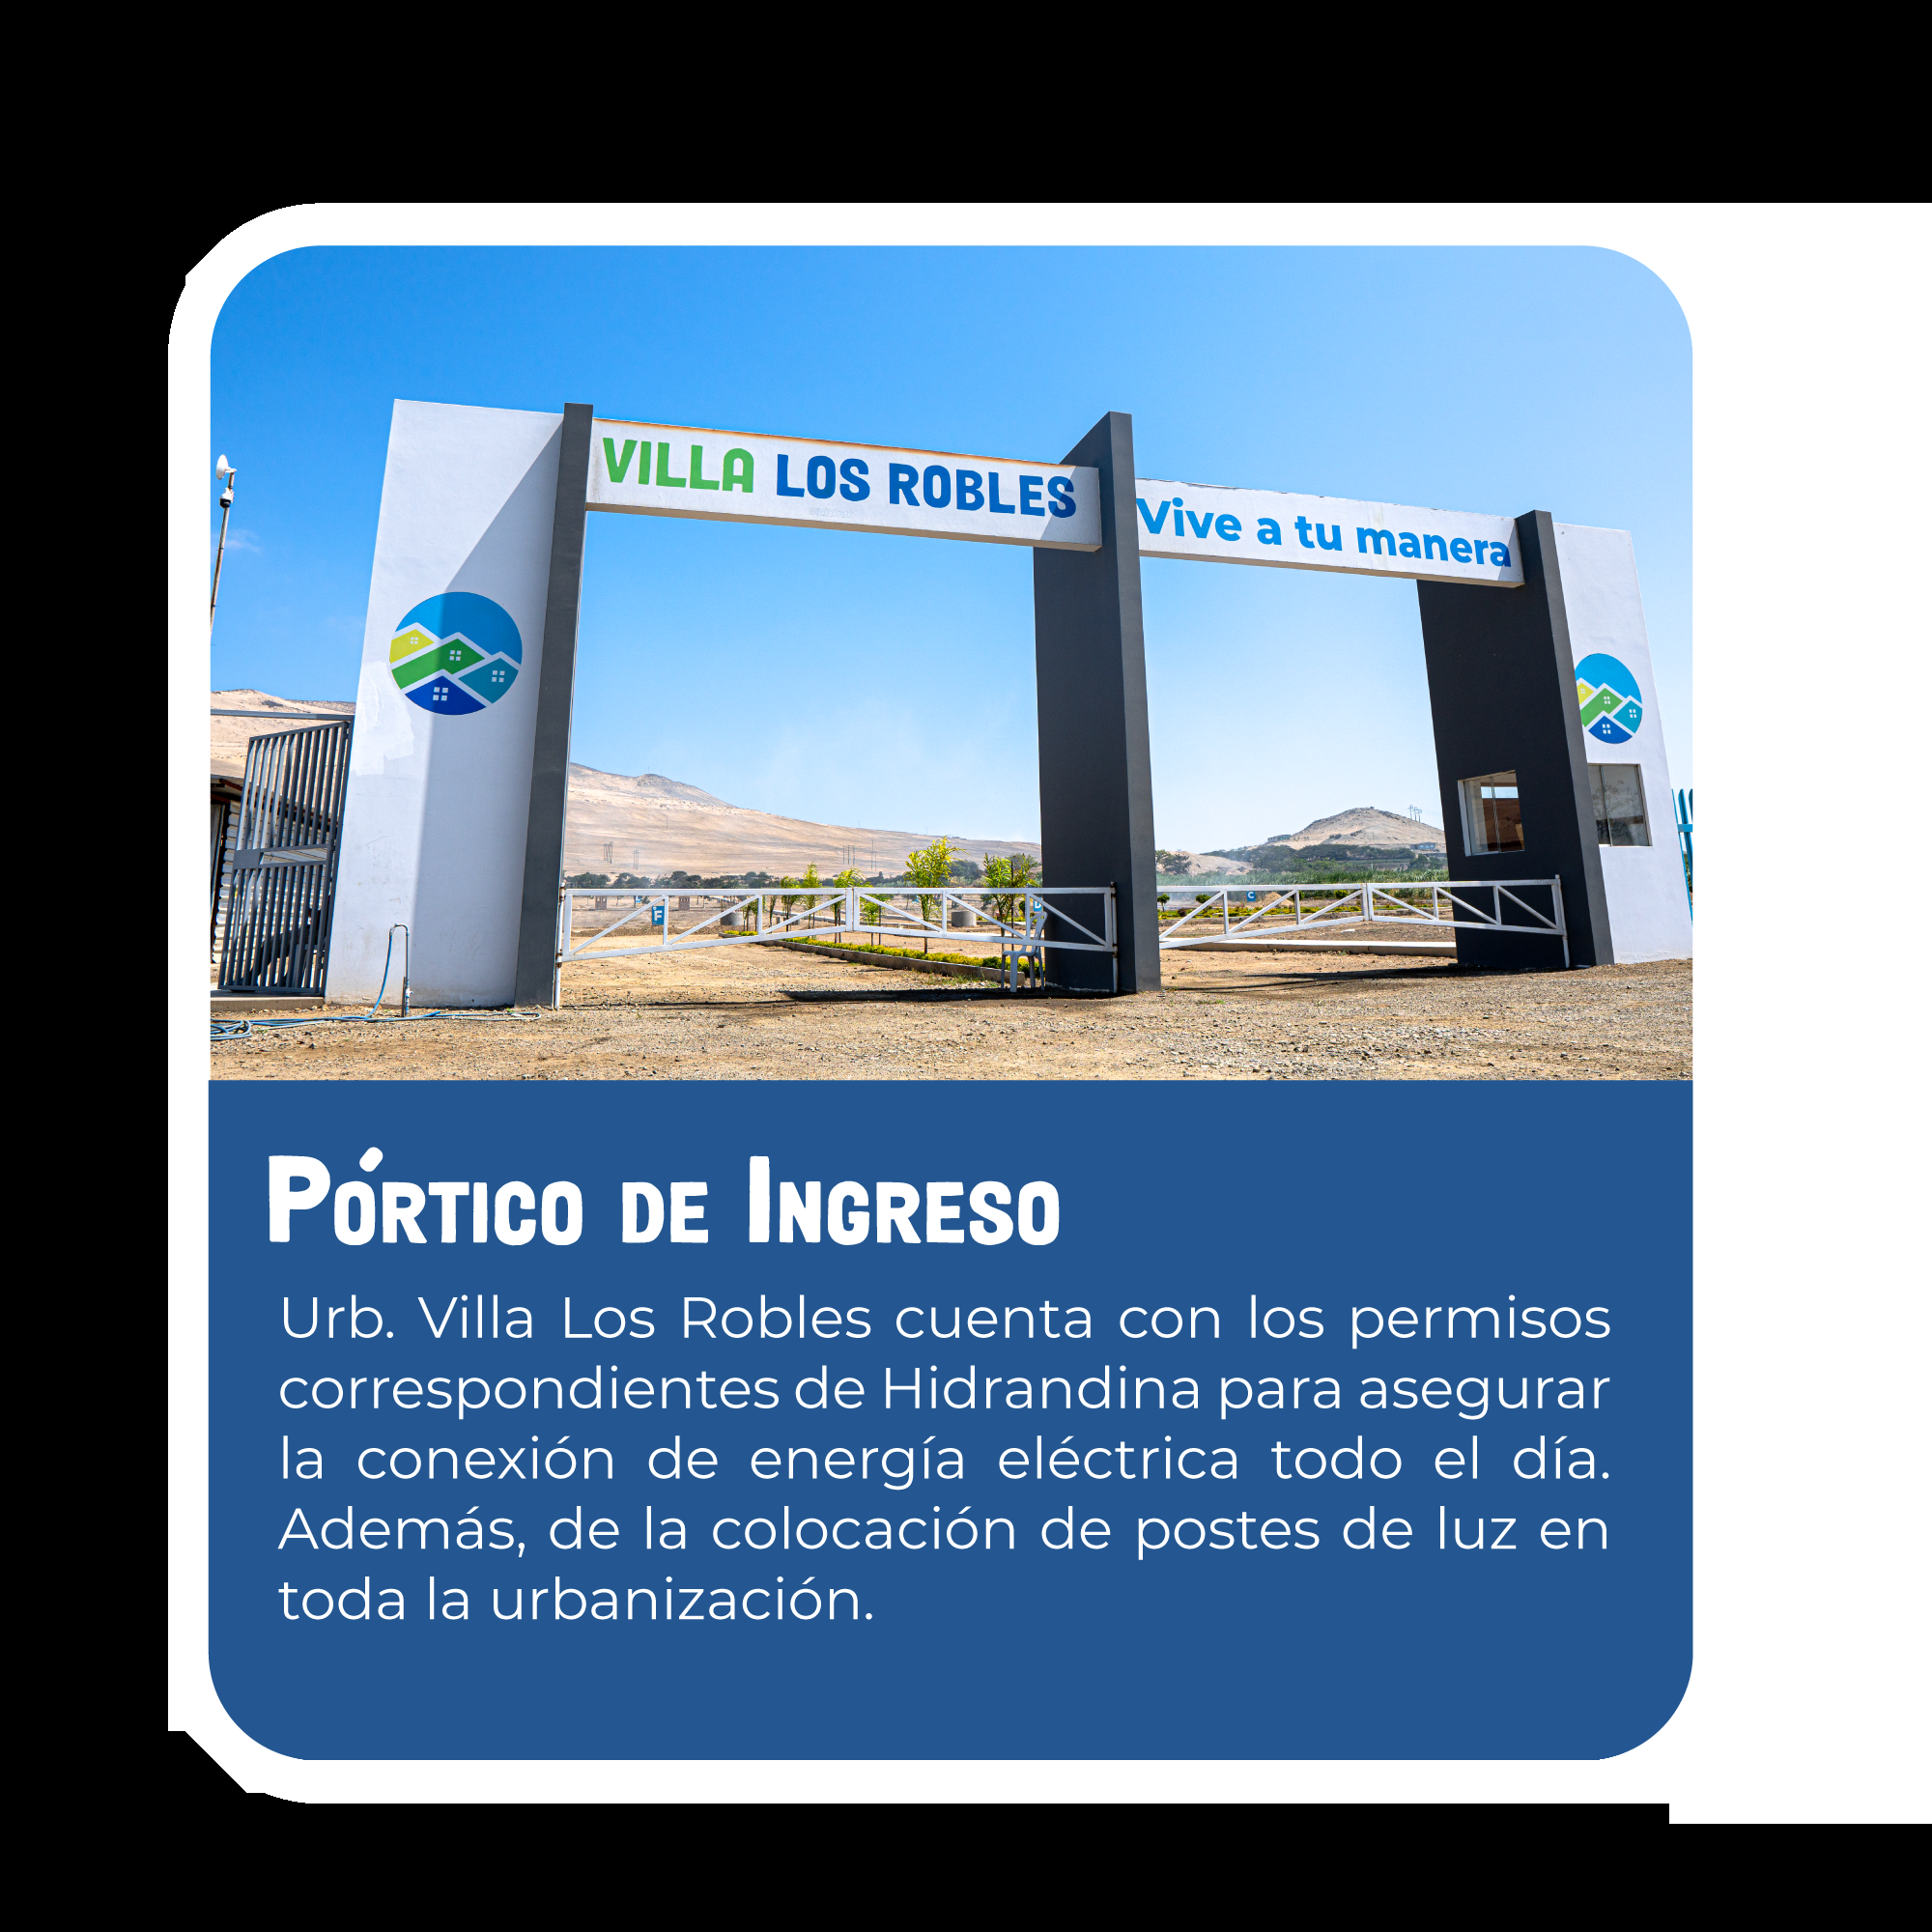 VILLA LOS ROBLES
Vive a tu manera
F
D
C
PÓRTICO DE INGRESO
Urb. Villa Los Robles cuenta con los permisos
correspondientes de Hidrandina para asegurar
la conexión de energía eléctrica todo el día.
Además, de la colocación de postes de luz en
toda la urbanización.